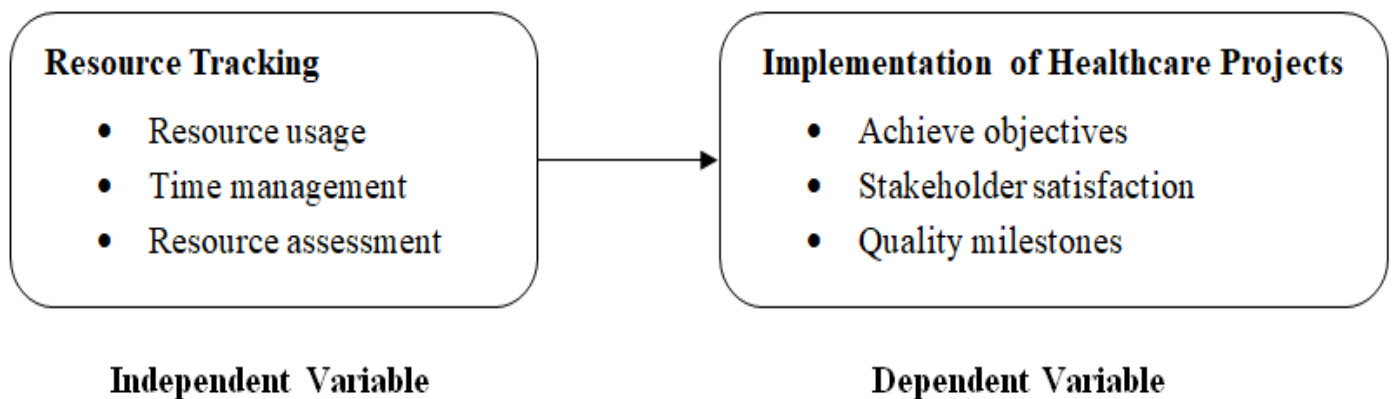 Resource Tracking
• Resource usage
• Time management
• Resource assessment
Implementation of Healthcare Projects
• Achieve objectives
• Stakeholder satisfaction
• Quality milestones
Independent Variable
Dependent Variable